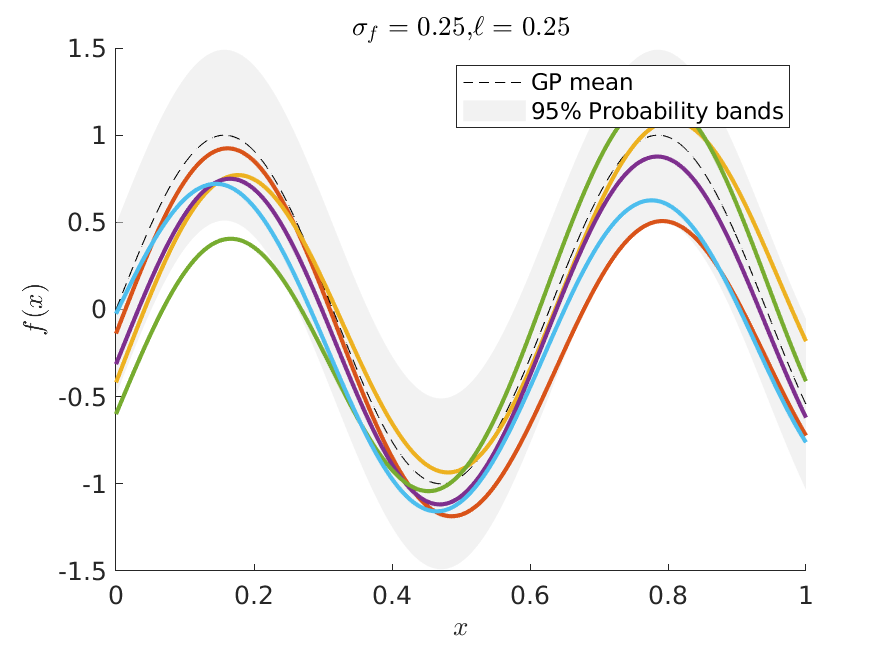 σ_f = 0.25,ℓ = 0.25
1.5
1
0.5
0
-0.5
-1
-1.5
f(x)
GP mean
95% Probability bands
0 0.2 0.4 0.6 0.8 1
x